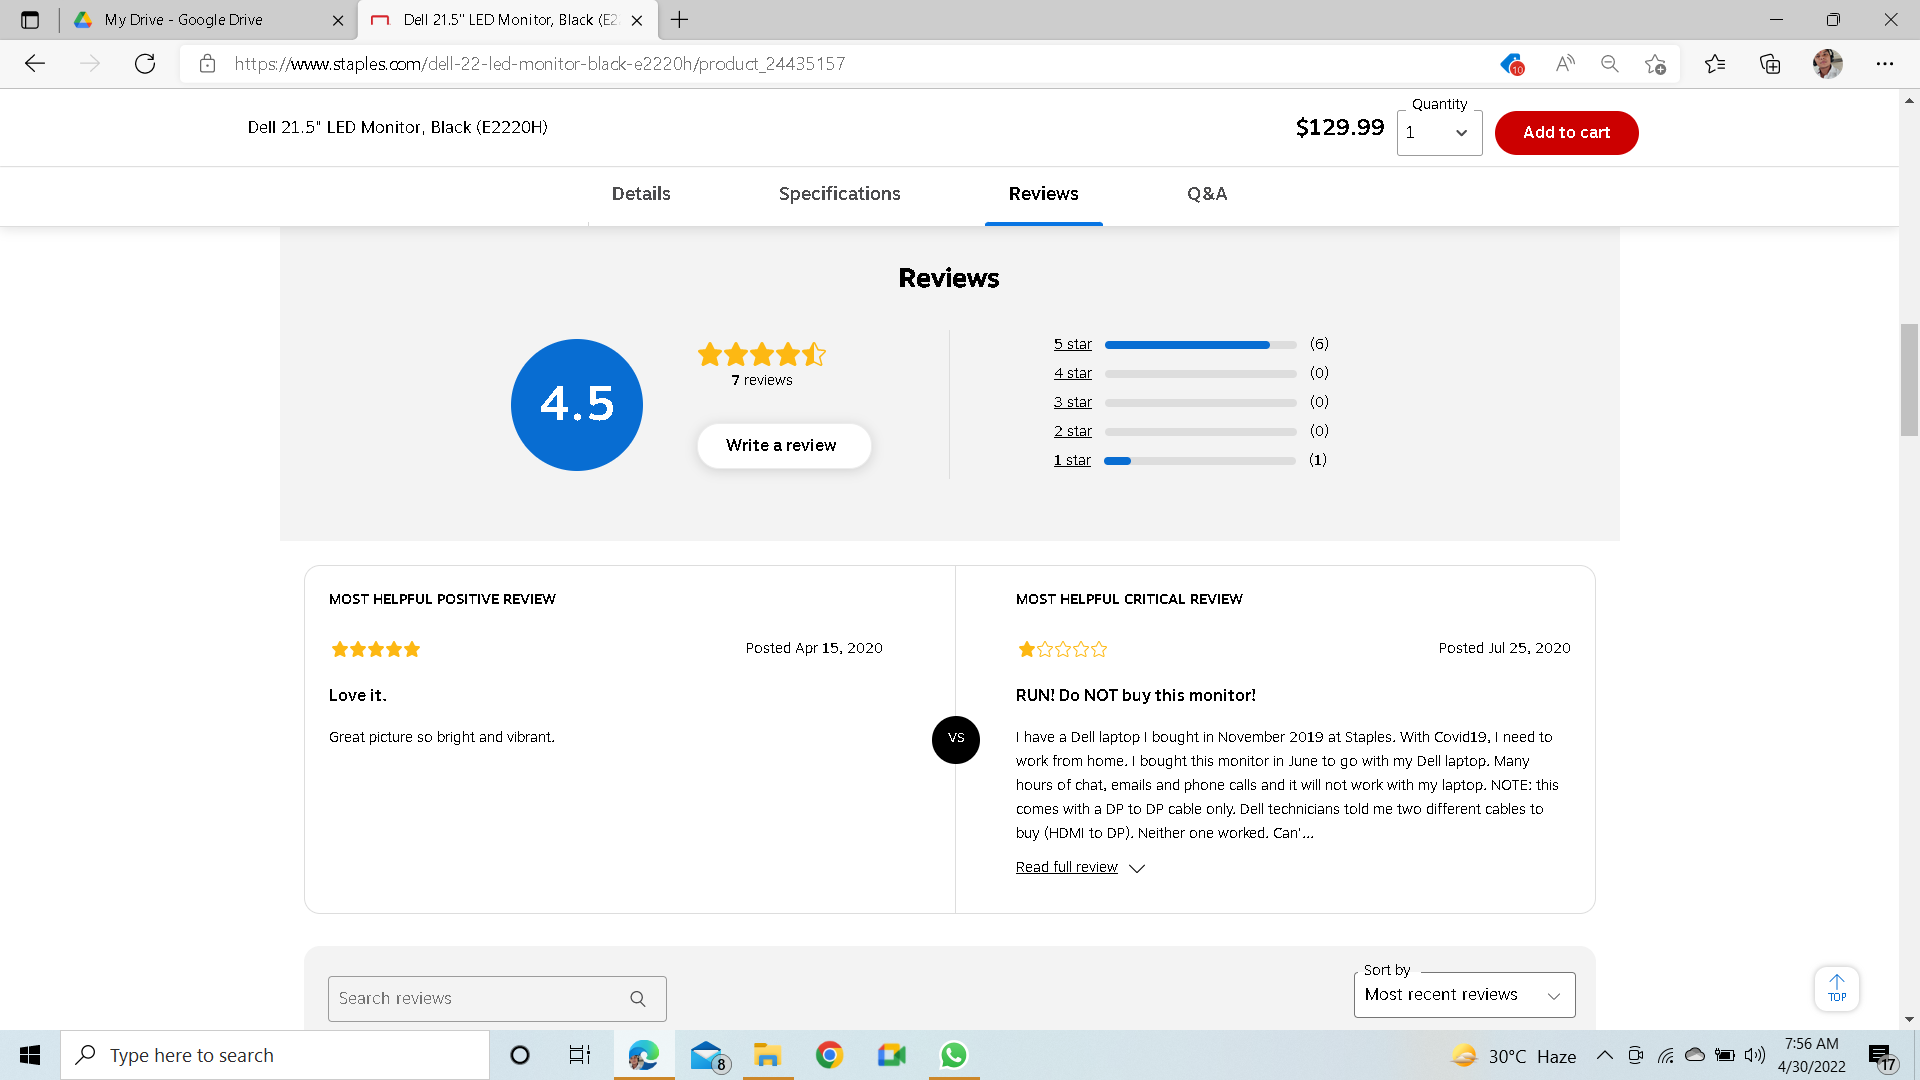 My Drive - Google Drive
Dell 21.5" LED Monitor, Black (E2
https://www.staples.com/dell-22-led-monitor-black-e2220h/product_24435157
10
Dell 21.5" LED Monitor, Black (E2220H)
$129.99
Quantity
1
Add to cart
Details
Specifications
Reviews
Q&A
Reviews
4.5
7 reviews
Write a review
5 star (6)
4 star (0)
3 star (0)
2 star (0)
1 star (1)
MOST HELPFUL POSITIVE REVIEW
Posted Apr 15, 2020
Love it.
Great picture so bright and vibrant.
VS
MOST HELPFUL CRITICAL REVIEW
Posted Jul 25, 2020
RUN! Do NOT buy this monitor!
I have a Dell laptop I bought in November 2019 at Staples. With Covid19, I need to
work from home. I bought this monitor in June to go with my Dell laptop. Many
hours of chat, emails and phone calls and it will not work with my laptop. NOTE: this
comes with a DP to DP cable only. Dell technicians told me two different cables to
buy (HDMI to DP). Neither one worked. Can'...
Read full review
Search reviews
Sort by
Most recent reviews
TOP
Type here to search
8
30°C Haze
7:56 AM
4/30/2022
17